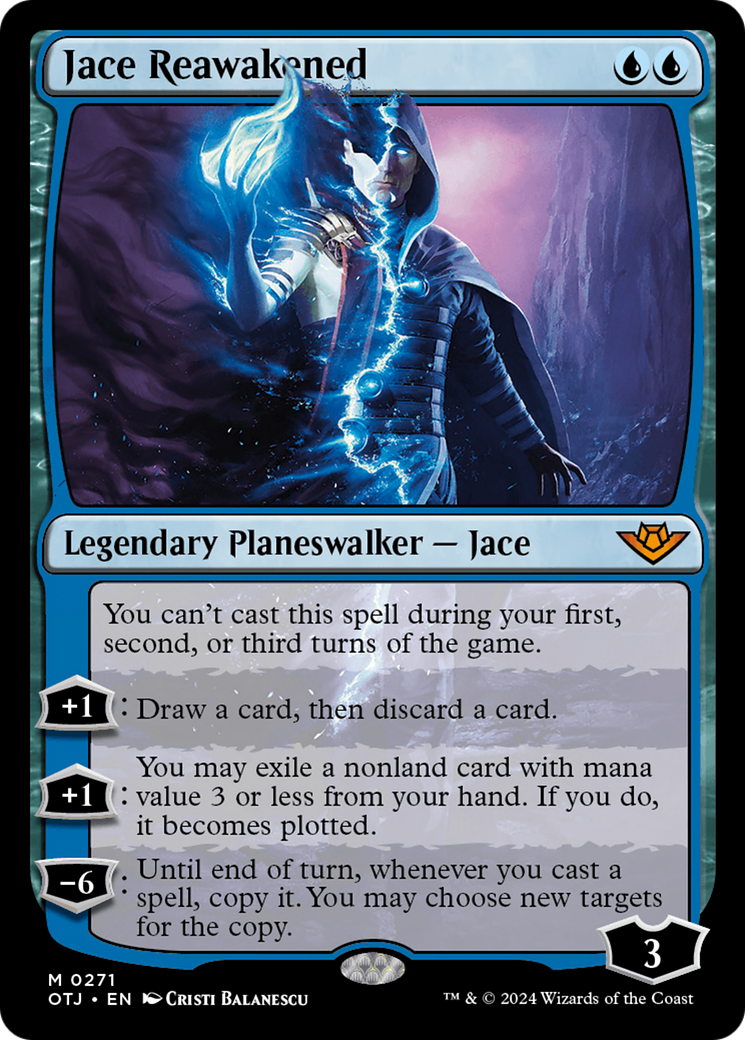 Jace Reawakened
Legendary Planeswalker — Jace
You can't cast this spell during your first,
second, or third turns of the game.
+1: Draw a card, then discard a card.
You may exile a nonland card with mana
+1: value 3 or less from your hand. If you do,
it becomes plotted.
Until end of turn, whenever you cast a
−6: spell, copy it. You may choose new targets
for the copy.
3
M 0271
OTJ • EN Cristi Balanescu
™ & © 2024 Wizards of the Coast